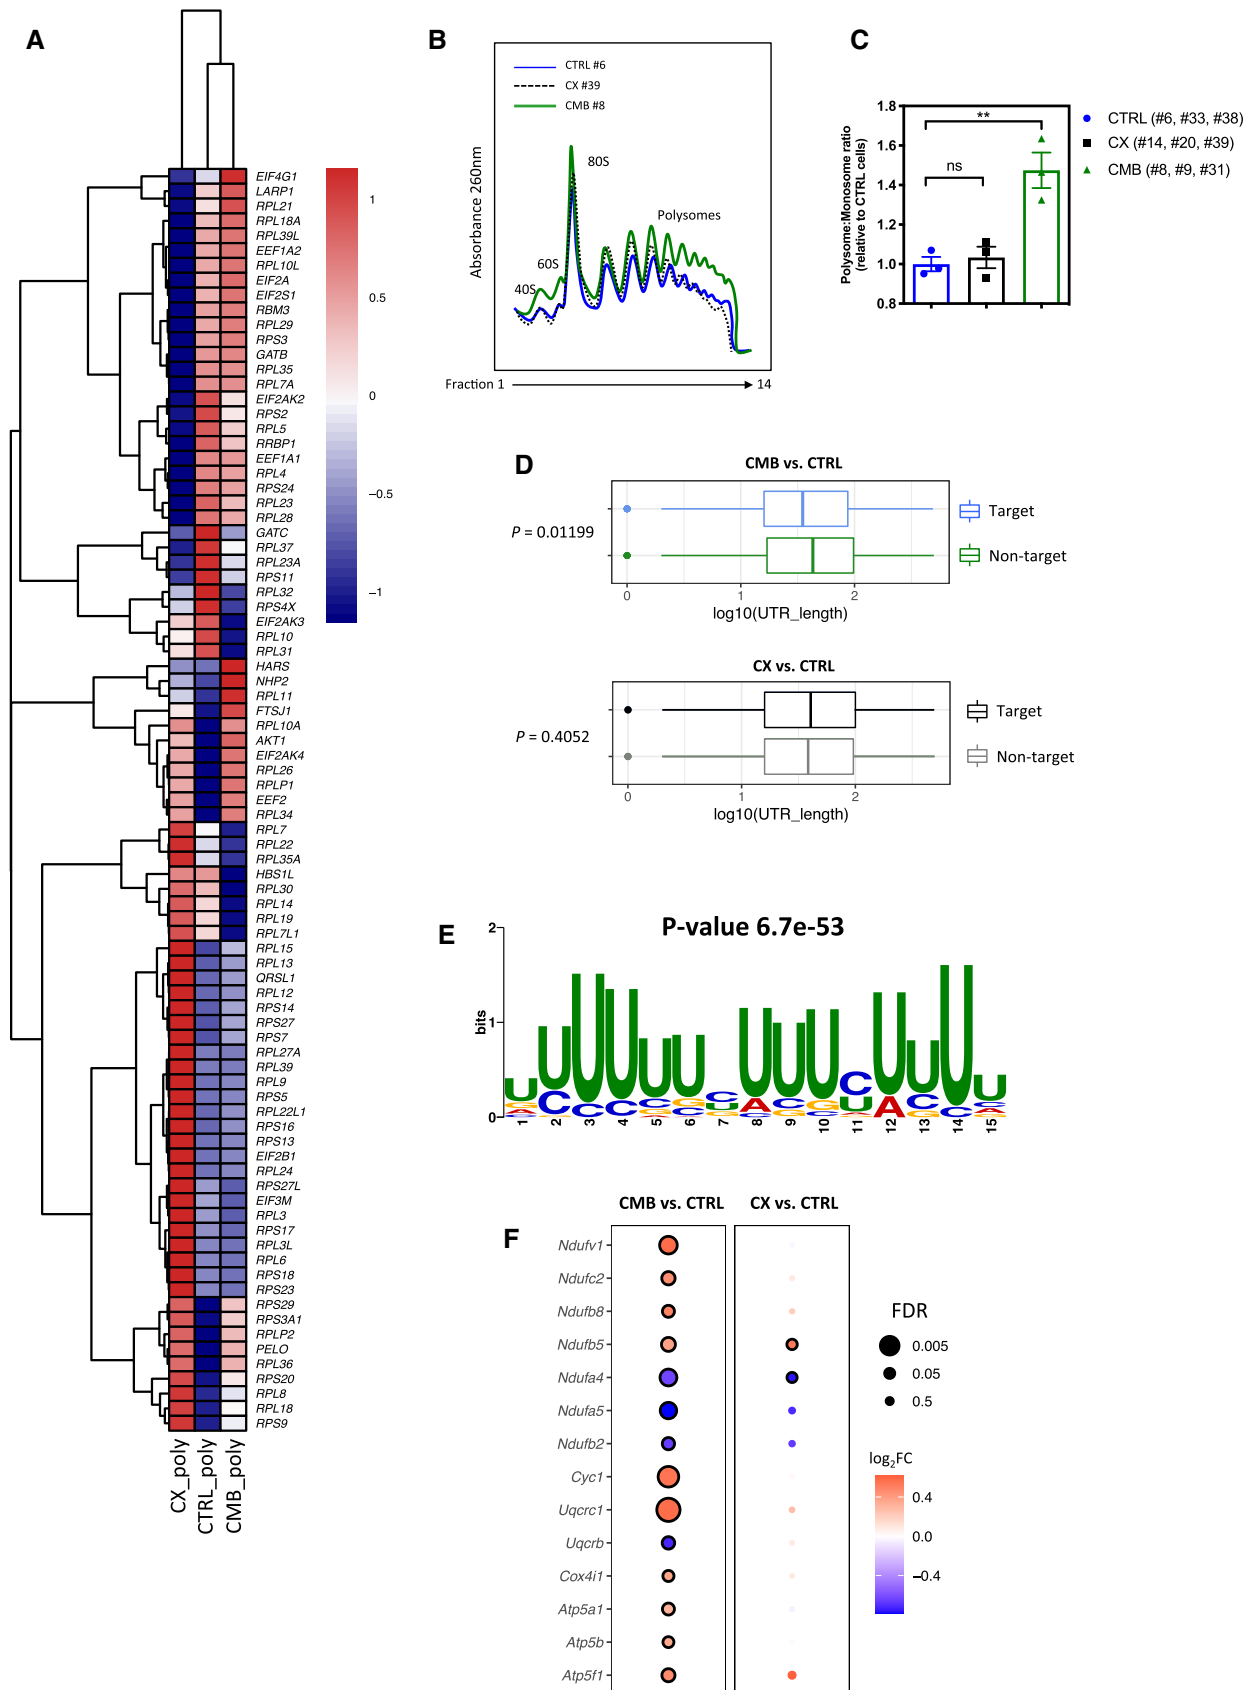 A
EIF4G1
LARP1
RPL21
RPL18A
RPL39L
EEF1A2
RPL10L
EIF2A
EIF2S1
RBM3
RPL29
RPS3
GATB
RPL35
RPL7A
EIF2AK2
RPS2
RPL5
RRBP1
EEF1A1
RPL4
RPS24
RPL23
RPL28
GATC
RPL37
RPL23A
RPS11
RPL32
RPS4X
EIF2AK3
RPL10
RPL31
HARS
NHP2
RPL11
FTSJ1
RPL10A
AKT1
EIF2AK4
RPL26
RPLP1
EEF2
RPL34
RPL7
RPL22
RPL35A
HBS1L
RPL30
RPL14
RPL19
RPL7L1
RPL15
RPL13
QRSL1
RPL12
RPS14
RPS27
RPS7
RPL27A
RPL39
RPL9
RPS5
RPL22L1
RPS16
RPS13
EIF2B1
RPL24
RPS27L
EIF3M
RPL3
RPS17
RPL3L
RPL6
RPS18
RPS23
RPS29
RPS3A1
RPLP2
PELO
RPL36
RPS20
RPL8
RPL18
RPS9
CX_poly
CTRL_poly
CMB_poly
1
0.5
0
−0.5
−1
B
CTRL #6
CX #39
CMB #8
Absorbance 260nm
40S
60S
80S
Polysomes
Fraction 1
14
C
Polysome:Monosome ratio
(relative to CTRL cells)
1.8
1.6
1.4
1.2
1.0
0.8
**
ns
CTRL (#6, #33, #38)
CX (#14, #20, #39)
CMB (#8, #9, #31)
D
CMB vs. CTRL
P = 0.01199
Target
Non-target
0 1 2
log10(UTR_length)
CX vs. CTRL
P = 0.4052
Target
Non-target
0 1 2
log10(UTR_length)
E
P-value 6.7e-53
bits
2
1
0
1 2 3 4 5 6 7 8 9 10 11 12 13 14 15
F
CMB vs. CTRL
CX vs. CTRL
Ndufv1
Ndufc2
Ndufb8
Ndufb5
Ndufa4
Ndufa5
Ndufb2
Cyc1
Uqcrc1
Uqcrb
Cox4i1
Atp5a1
Atp5b
Atp5f1
FDR
0.005
0.05
0.5
log2FC
0.4
0.0
−0.4